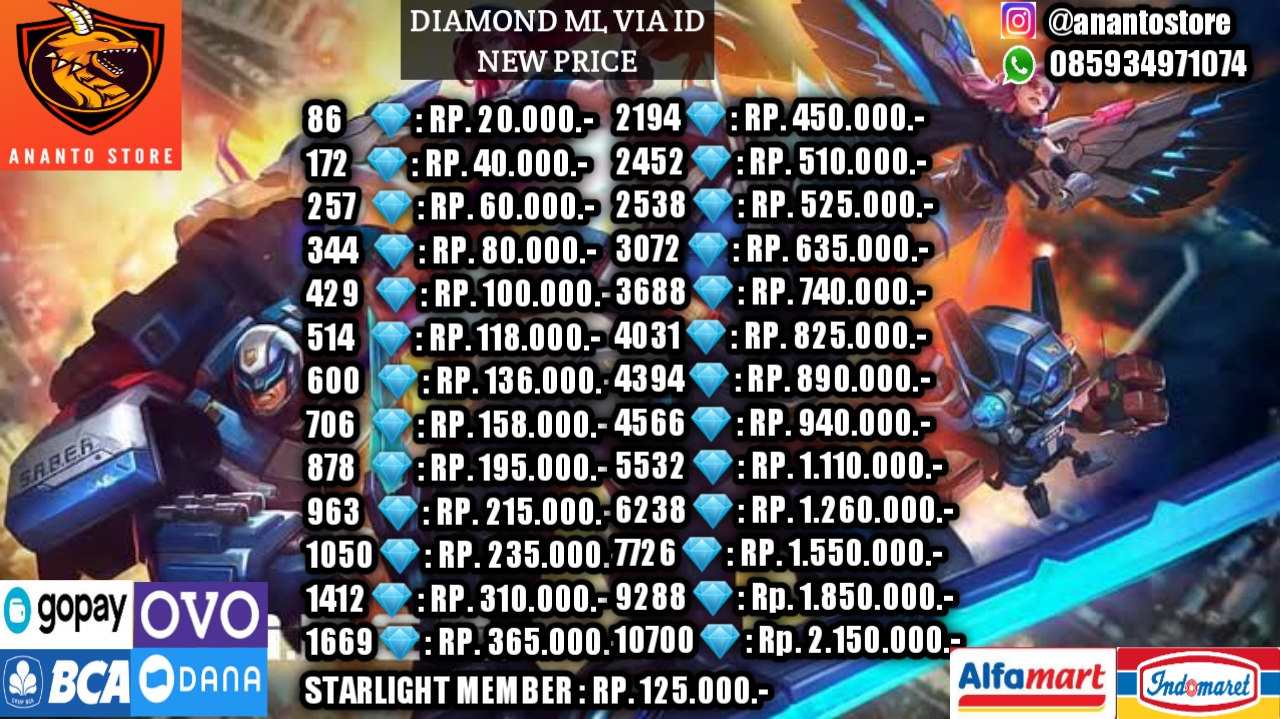 DIAMOND ML VIA ID
NEW PRICE
@anantostore
085934971074
ANANTO STORE
86 : RP. 20.000.-
172 : RP. 40.000.-
257 : RP. 60.000.-
344 : RP. 80.000.-
429 : RP. 100.000.-
514 : RP. 118.000.-
600 : RP. 136.000.-
706 : RP. 158.000.-
878 : RP. 195.000.-
963 : RP. 215.000.-
1050 : RP. 235.000.
1412 : RP. 310.000.-
1669 : RP. 365.000.
2194 : RP. 450.000.-
2452 : RP. 510.000.-
2538 : RP. 525.000.-
3072 : RP. 635.000.-
3688 : RP. 740.000.-
4031 : RP. 825.000.-
4394 : RP. 890.000.-
4566 : RP. 940.000.-
5532 : RP. 1.110.000.-
6238 : RP. 1.260.000.-
7726 : RP. 1.550.000.-
9288 : Rp. 1.850.000.-
10700 : Rp. 2.150.000.-
STARLIGHT MEMBER : RP. 125.000.-
S.A.B.E.R.
gopay
OVO
BCA
DANA
Alfamart
Indomaret